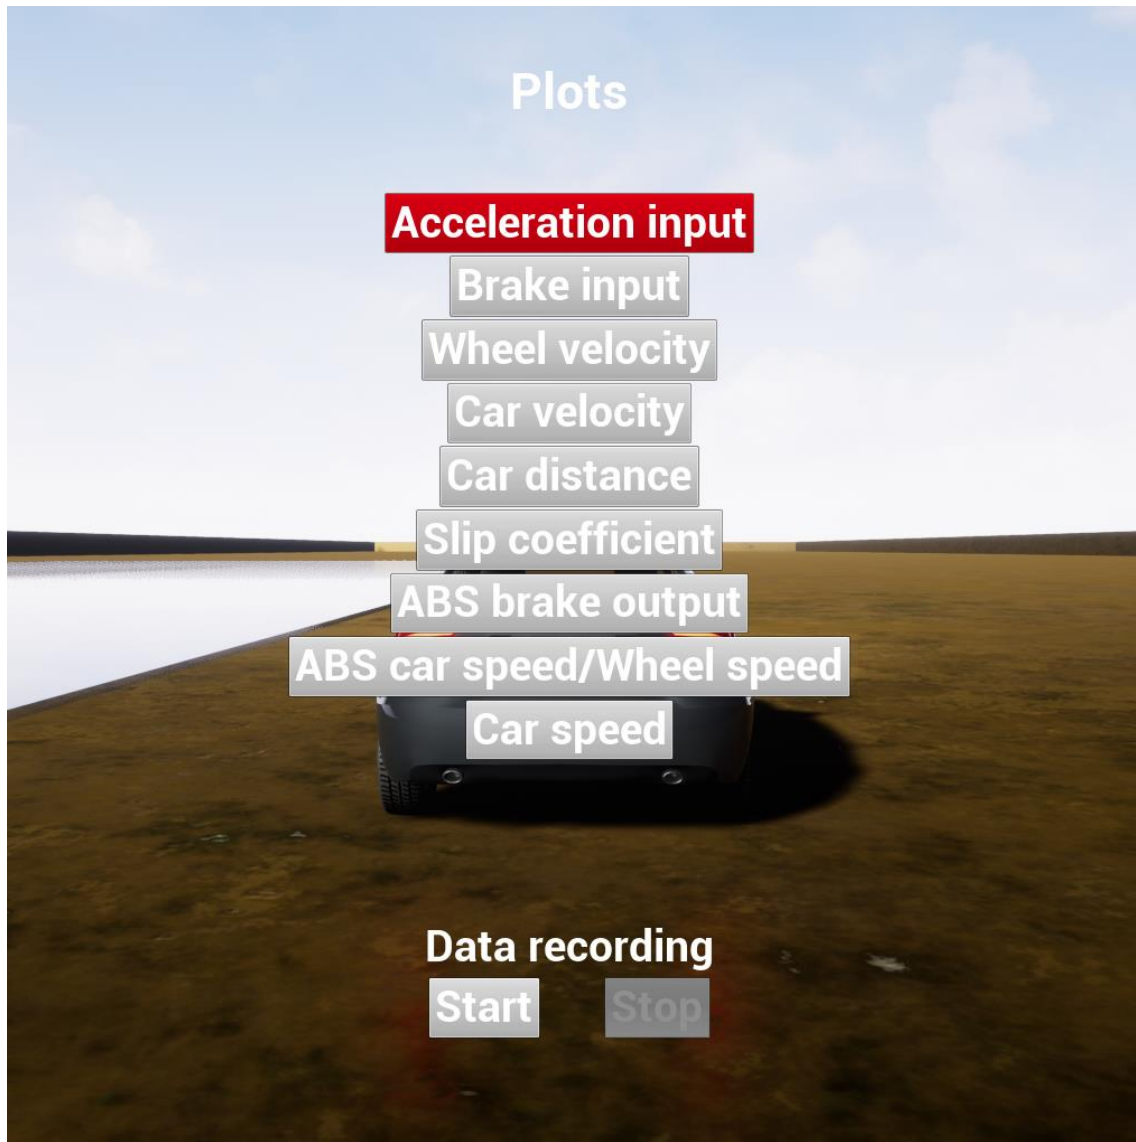 Plots
Acceleration input
Brake input
Wheel velocity
Car velocity
Car distance
Slip coefficient
ABS brake output
ABS car speed/Wheel speed
Car speed
Data recording
Start Stop